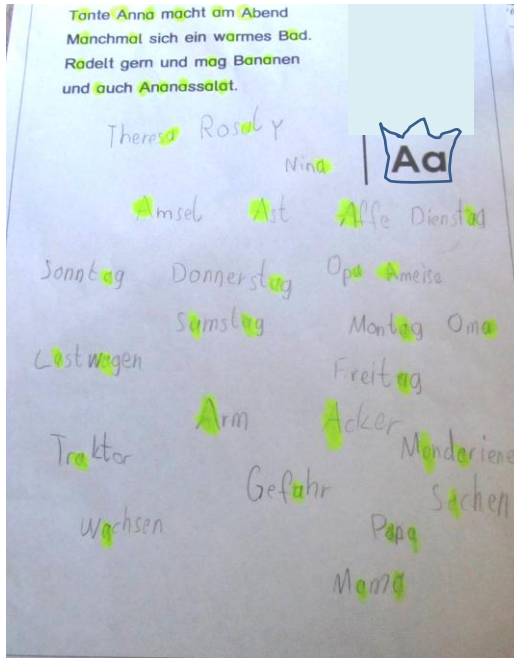 Tante Anna macht am Abend
Manchmal sich ein warmes Bad.
Radelt gern und mag Bananen
und auch Ananassalat.
Theresa Rosaly
Nina
Aa
Amsel Ast Affe Dienstag
Sonntag Donnerstag Opa Ameise
Samstag Montag Oma
Lastwagen
Freitag
Arm Acker
Traktor Mandariene
Gefahr Sachen
Wachsen Papa
Mama